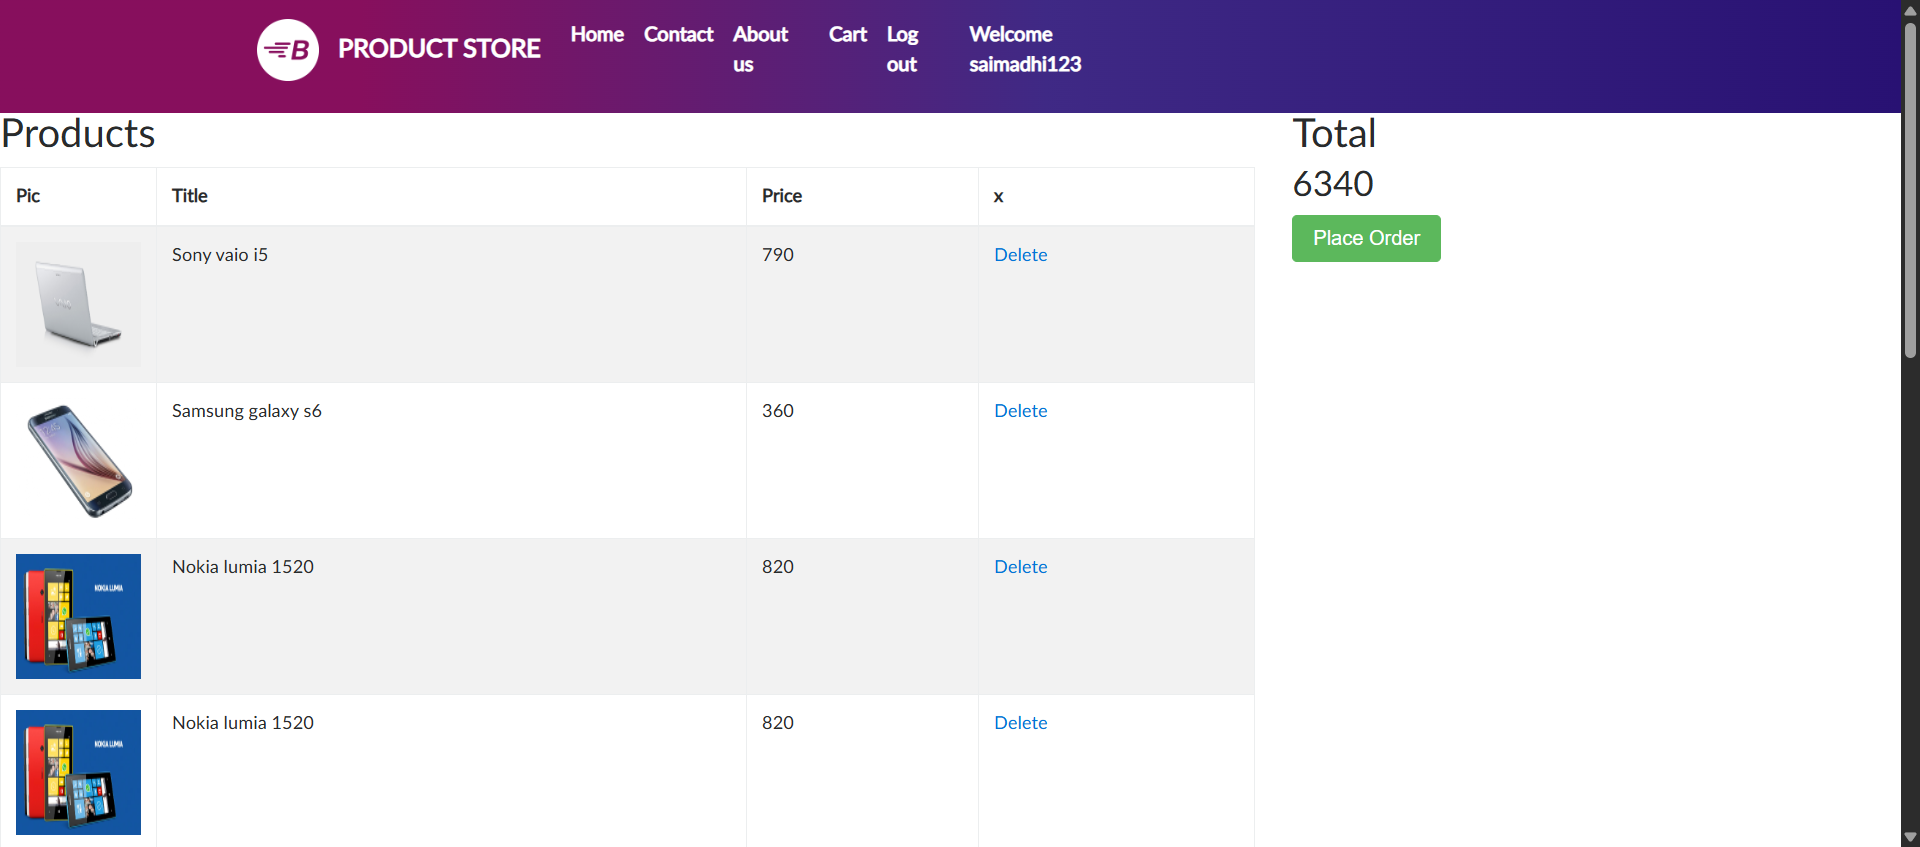 B PRODUCT STORE Home Contact About us Cart Log out Welcome saimadhi123
Products
Total
6340
Place Order
Pic Title Price x
Sony vaio i5 790 Delete
VAIO
Samsung galaxy s6 360 Delete
Nokia lumia 1520 820 Delete
NOKIA LUMIA
Nokia lumia 1520 820 Delete
NOKIA LUMIA